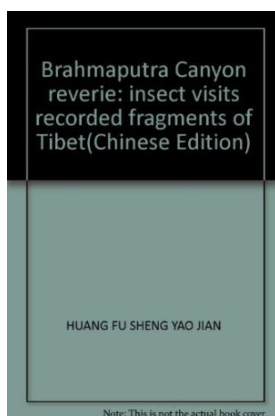 Brahmaputra Canyon
reverie: insect visits
recorded fragments of
Tibet(Chinese Edition)
HUANG FU SHENG YAO JIAN
Note: This is not the actual book cover